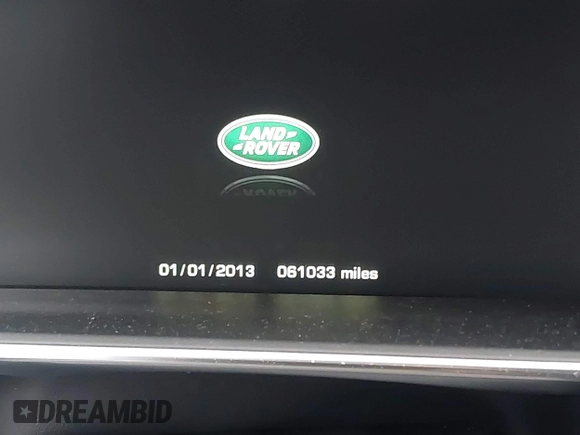 LAND
ROVER
01/01/2013 061033 miles
DREAMBID